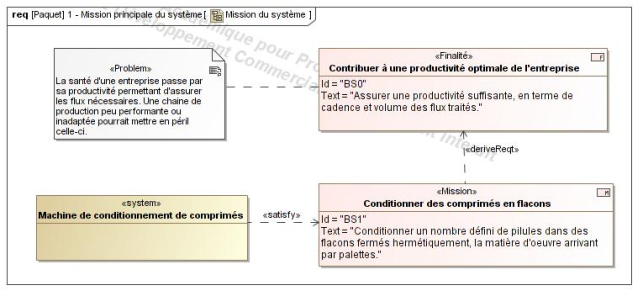 req [Paquet] 1 - Mission principale du système [ Mission du système ]
«Problem»
La santé d'une entreprise passe par
sa productivité permettant d'assurer
les flux nécessaires. Une chaine de
production peu performante ou
inadaptée pourrait mettre en péril
celle-ci.
«Finalité»
F
Contribuer à une productivité optimale de l'entreprise
Id = "BS0"
Text = "Assurer une productivité suffisante, en terme de
cadence et volume des flux traités."
«deriveReqt»
«system»
Machine de conditionnement de comprimés
«satisfy»
«Mission»
M
Conditionner des comprimés en flacons
Id = "BS1"
Text = "Conditionner un nombre défini de pilules dans des
flacons fermés hermétiquement, la matière d'oeuvre arrivant
par palettes."